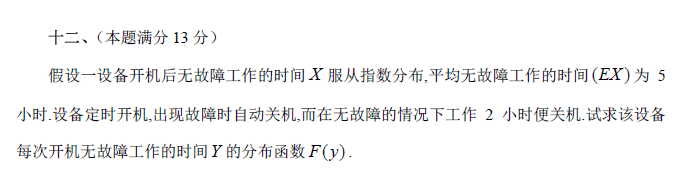 十二、（本题满分 13 分）
假设一设备开机后无故障工作的时间 X 服从指数分布,平均无故障工作的时间(EX)为 5
小时.设备定时开机,出现故障时自动关机,而在无故障的情况下工作 2 小时便关机.试求该设备
每次开机无故障工作的时间Y 的分布函数 F(y) .